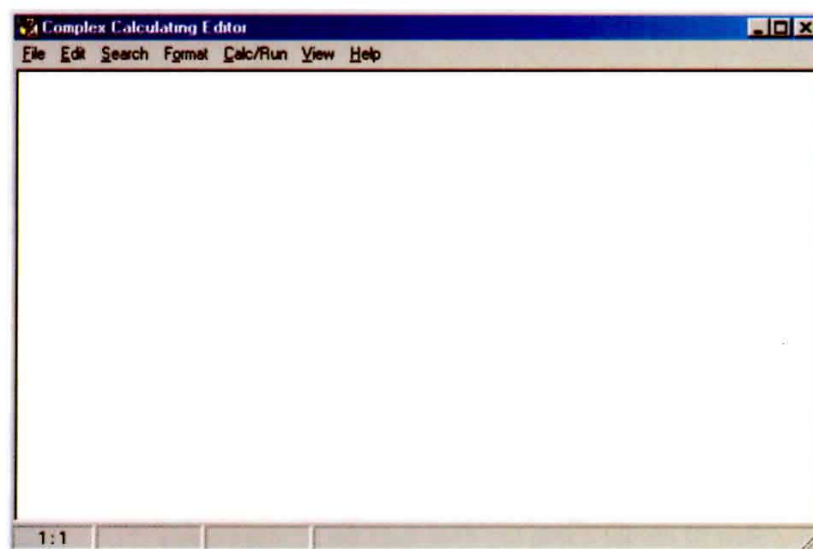 Complex Calculating Editor
File Edit Search Format Calc/Run View Help
1:1